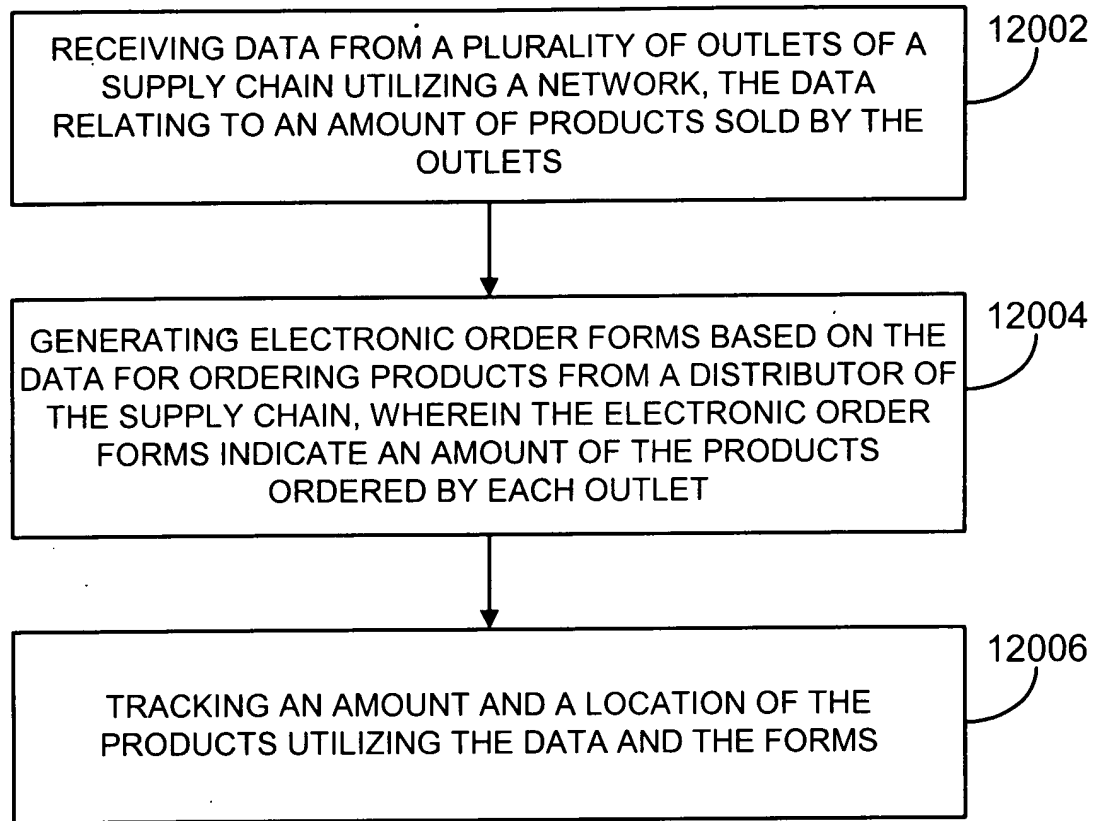 RECEIVING DATA FROM A PLURALITY OF OUTLETS OF A
SUPPLY CHAIN UTILIZING A NETWORK, THE DATA
RELATING TO AN AMOUNT OF PRODUCTS SOLD BY THE
OUTLETS
12002
GENERATING ELECTRONIC ORDER FORMS BASED ON THE
DATA FOR ORDERING PRODUCTS FROM A DISTRIBUTOR OF
THE SUPPLY CHAIN, WHEREIN THE ELECTRONIC ORDER
FORMS INDICATE AN AMOUNT OF THE PRODUCTS
ORDERED BY EACH OUTLET
12004
TRACKING AN AMOUNT AND A LOCATION OF THE
PRODUCTS UTILIZING THE DATA AND THE FORMS
12006